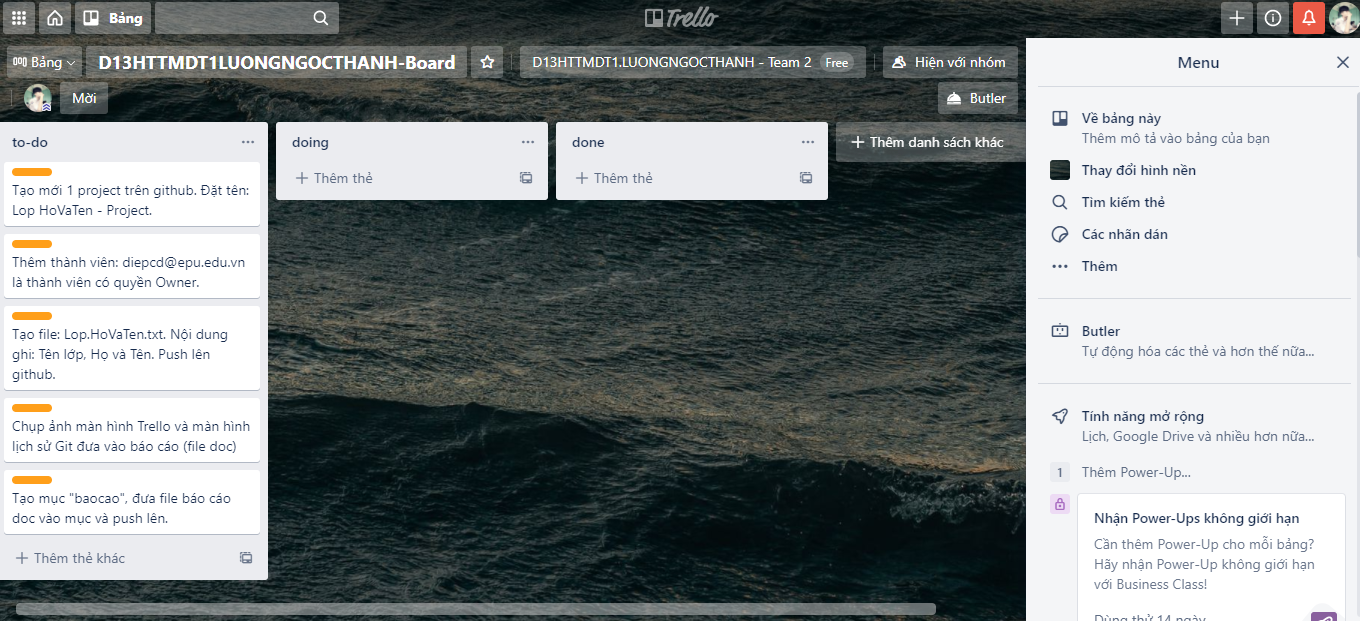 Bảng
Trello
Bảng
D13HTTMDT1LUONGNGOCTHANH-Board
D13HTTMDT1.LUONGNGOCTHANH - Team 2
Free
Hiện với nhóm
Mời
Butler
to-do
Tạo mới 1 project trên github. Đặt tên:
Lop HoVaTen - Project.
Thêm thành viên: diepcd@epu.edu.vn
là thành viên có quyền Owner.
Tạo file: Lop.HoVaTen.txt. Nội dung
ghi: Tên lớp, Họ và Tên. Push lên
github.
Chụp ảnh màn hình Trello và màn hình
lịch sử Git đưa vào báo cáo (file doc)
Tạo mục "baocao", đưa file báo cáo
doc vào mục và push lên.
Thêm thẻ khác
doing
Thêm thẻ
done
Thêm thẻ
Thêm danh sách khác
Menu
Về bảng này
Thêm mô tả vào bảng của bạn
Thay đổi hình nền
Tìm kiếm thẻ
Các nhãn dán
Thêm
Butler
Tự động hóa các thẻ và hơn thế nữa...
Tính năng mở rộng
Lịch, Google Drive và nhiều hơn nữa...
1
Thêm Power-Up...
Nhận Power-Ups không giới hạn
Cần thêm Power-Up cho mỗi bảng?
Hãy nhận Power-Up không giới hạn
với Business Class!
Dùng thử 14 ngày